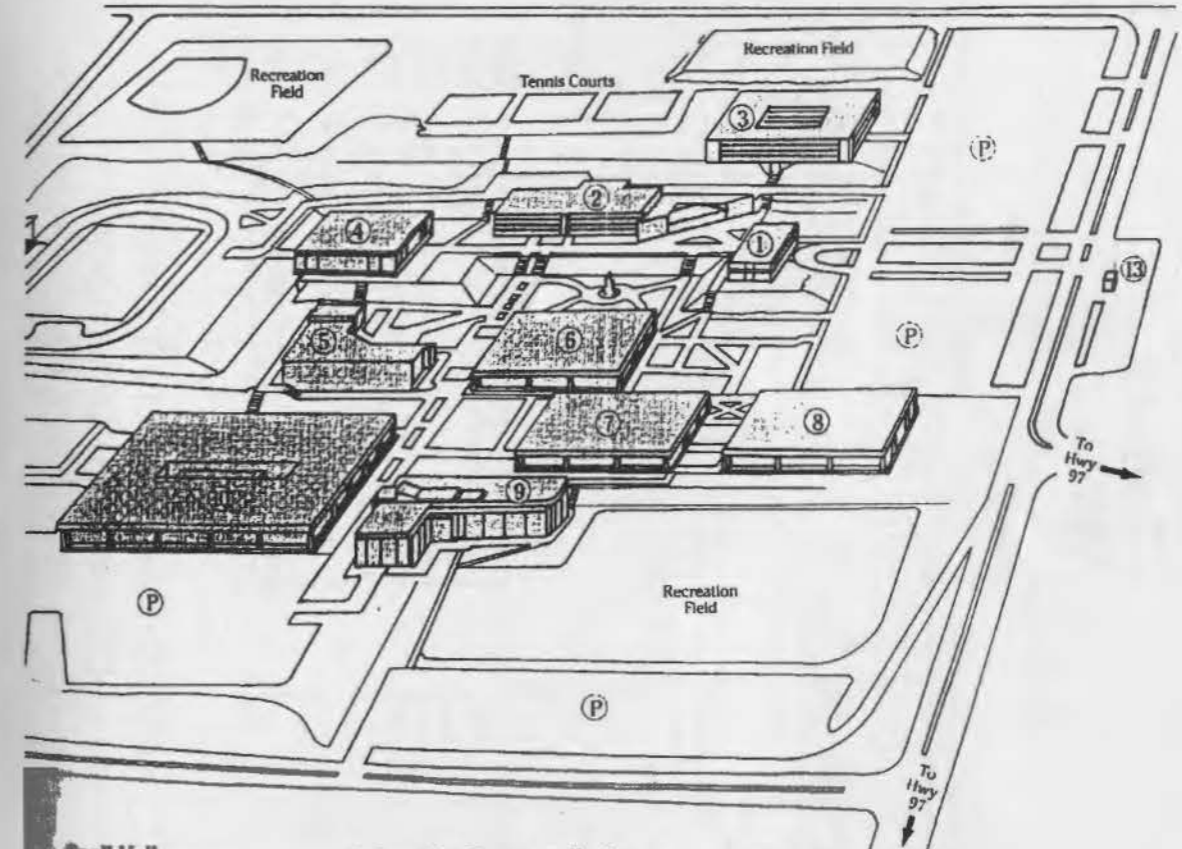 Recreation Field
Recreation
Field
Tennis Courts
③
Ⓟ
②
④
①
⑬
⑤
⑥
Ⓟ
⑦
⑧
To
Hwy
97
⑨
Ⓟ
Recreation
Field
Ⓟ
To
Hwy
97